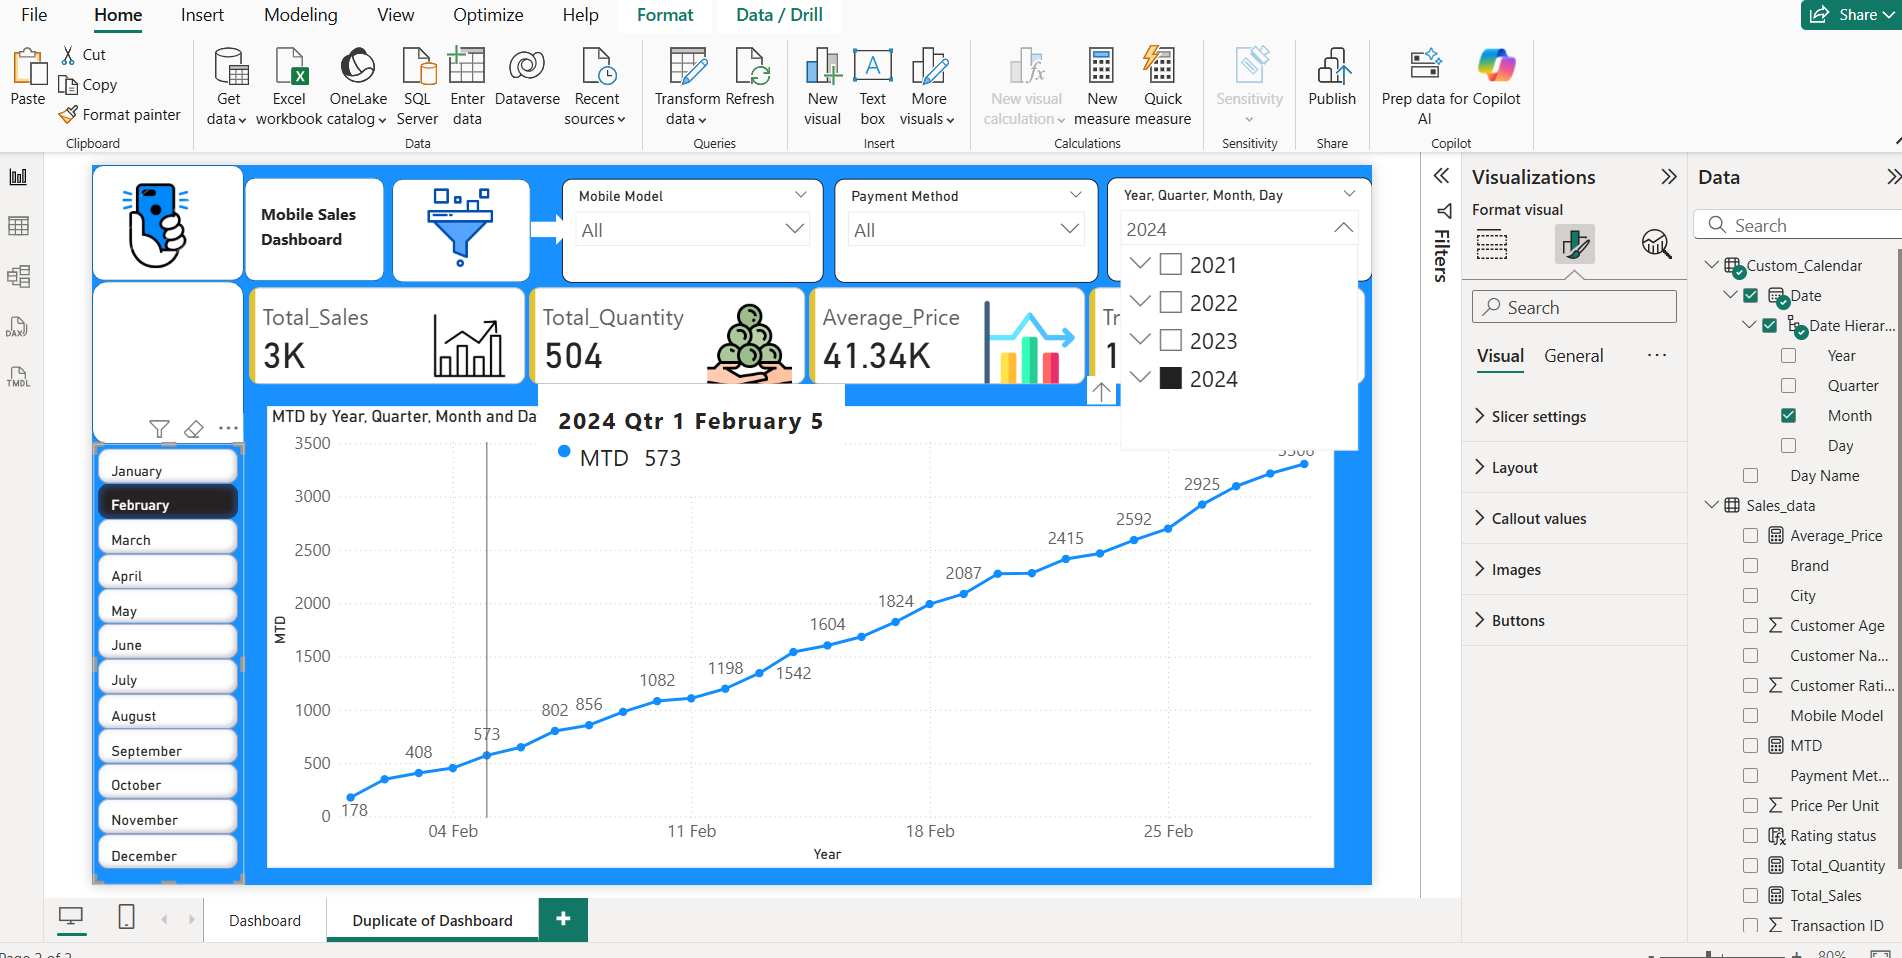 File Home Insert Modeling View Optimize Help Format Data / Drill Share
Paste Cut
Copy
Format painter
Clipboard
Get data
Excel workbook
OneLake catalog
SQL Server
Enter data
Dataverse
Recent sources
Data
Transform data
Refresh
Queries
New visual
Text box
More visuals
Insert
New visual calculation
New measure
Quick measure
Calculations
Sensitivity
Sensitivity
Publish
Share
Prep data for AI
Copilot
Copilot
DAX
TMDL
Mobile Sales
Dashboard
Mobile Model
All
Payment Method
All
Year, Quarter, Month, Day
2024
2021
2022
2023
2024
Total_Sales
3K
Total_Quantity
504
Average_Price
41.34K
Tr
1
January
February
March
April
May
June
July
August
September
October
November
December
MTD by Year, Quarter, Month and Da
2024 Qtr 1 February 5
MTD 573
3500
3000
2500
2000
1500
1000
500
0
MTD
178
408
573
802
856
1082
1198
1542
1604
1824
2087
2415
2592
2925
04 Feb
11 Feb
18 Feb
25 Feb
Year
Dashboard
Duplicate of Dashboard
Filters
Visualizations
Format visual
Search
Visual General
Slicer settings
Layout
Callout values
Images
Buttons
Data
Search
Custom_Calendar
Date
Date Hierar...
Year
Quarter
Month
Day
Day Name
Sales_data
Average_Price
Brand
City
Customer Age
Customer Na...
Customer Rati...
Mobile Model
MTD
Payment Met...
Price Per Unit
Rating status
Total_Quantity
Total_Sales
Transaction ID
80%